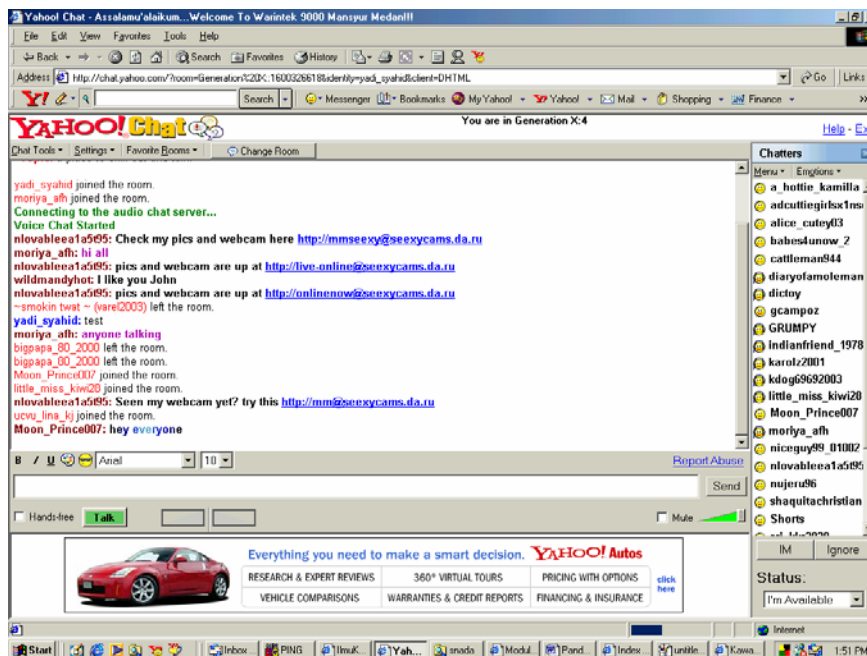 Yahoo! Chat - Assalamu'alaikum...Welcome To Warintek 9000 Mansyur Medan!!!
File Edit View Favorites Tools Help
Back Search Favorites History
Address http://chat.yahoo.com/?room=Generation%20X::1600326618&identity=yadi_syahid&client=DHTML Go Links
Y! Search Messenger Bookmarks My Yahoo! Yahoo! Mail Shopping Finance
YAHOO! Chat You are in Generation X:4 Help -
Chat Tools Settings Favorite Rooms Change Room
yadi_syahid joined the room.
moriya_afh joined the room.
Connecting to the audio chat server...
Voice Chat Started
nlovableea1a5t95: Check my pics and webcam here http://mmseexy@seexycams.da.ru
moriya_afh: hi all
nlovableea1a5t95: pics and webcam are up at http://live-online@seexycams.da.ru
wildmandyhot: I like you John
nlovableea1a5t95: pics and webcam are up at http://onlinenow@seexycams.da.ru
~smokin twat ~ (varel2003) left the room.
yadi_syahid: test
moriya_afh: anyone talking
bigpapa_80_2000 left the room.
bigpapa_00_2000 left the room.
Moon_Prince007 joined the room.
little_miss_kiwi20 joined the room.
nlovableea1a5t95: Seen my webcam yet? try this http://mm@seexycams.da.ru
ucvu_lina_kj joined the room.
Moon_Prince007: hey everyone
B I U Arial 10 Report Abuse
Send
Hands-free Talk Mute
Chatters
Menu Emotions
a_hottie_kamilla
adcuttiegirlsx1ns
alice_cutey03
babes4unow_2
cattleman944
diaryofamoleman
dictoy
gcampoz
GRUMPY
indianfriend_1978
karolz2001
kdog69692003
little_miss_kiwi20
Moon_Prince007
moriya_afh
niceguy99_01002
nlovableea1a5t95
nujeru96
shaquitachristian
Shorts
IM Ignore
Status:
I'm Available
Everything you need to make a smart decision. YAHOO! Autos
RESEARCH & EXPERT REVIEWS 360° VIRTUAL TOURS PRICING WITH OPTIONS click here
VEHICLE COMPARISONS WARRANTIES & CREDIT REPORTS FINANCING & INSURANCE
Internet
Start Inbox PING IlmuK... Yah... snada Modul... Pand... Index... untitle... Kawa... 1:51 PM